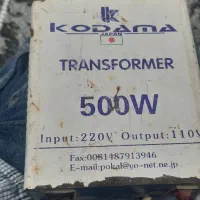 KODAMA
JAPAN
TRANSFORMER
500W
Input:220V Output:110V
Fax:0081487913946
E-mail:pokal@yo-net.ne.jp